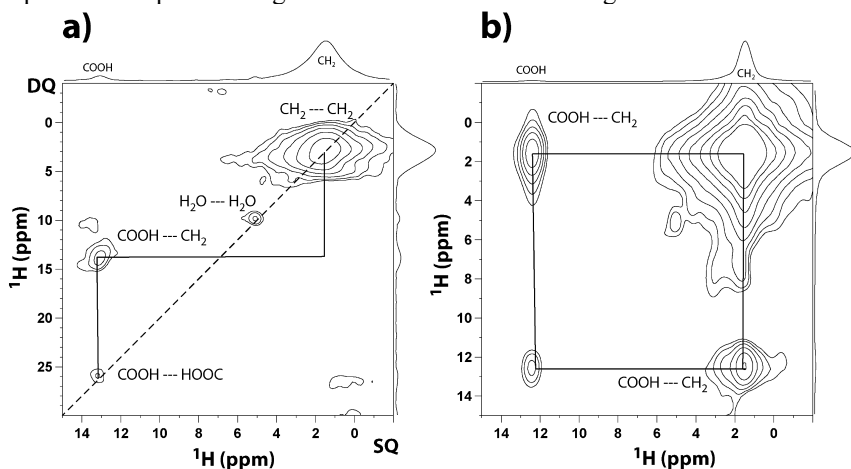 a)
b)
COOH
CH2
COOH
CH2
DQ
CH2 --- CH2
COOH --- CH2
H2O --- H2O
COOH --- CH2
COOH --- HOOC
COOH --- CH2
0
5
10
15
20
25
1H (ppm)
14 12 10 8 6 4 2 0
1H (ppm)
SQ
0
2
4
6
8
10
12
14
1H (ppm)
14 12 10 8 6 4 2 0
1H (ppm)